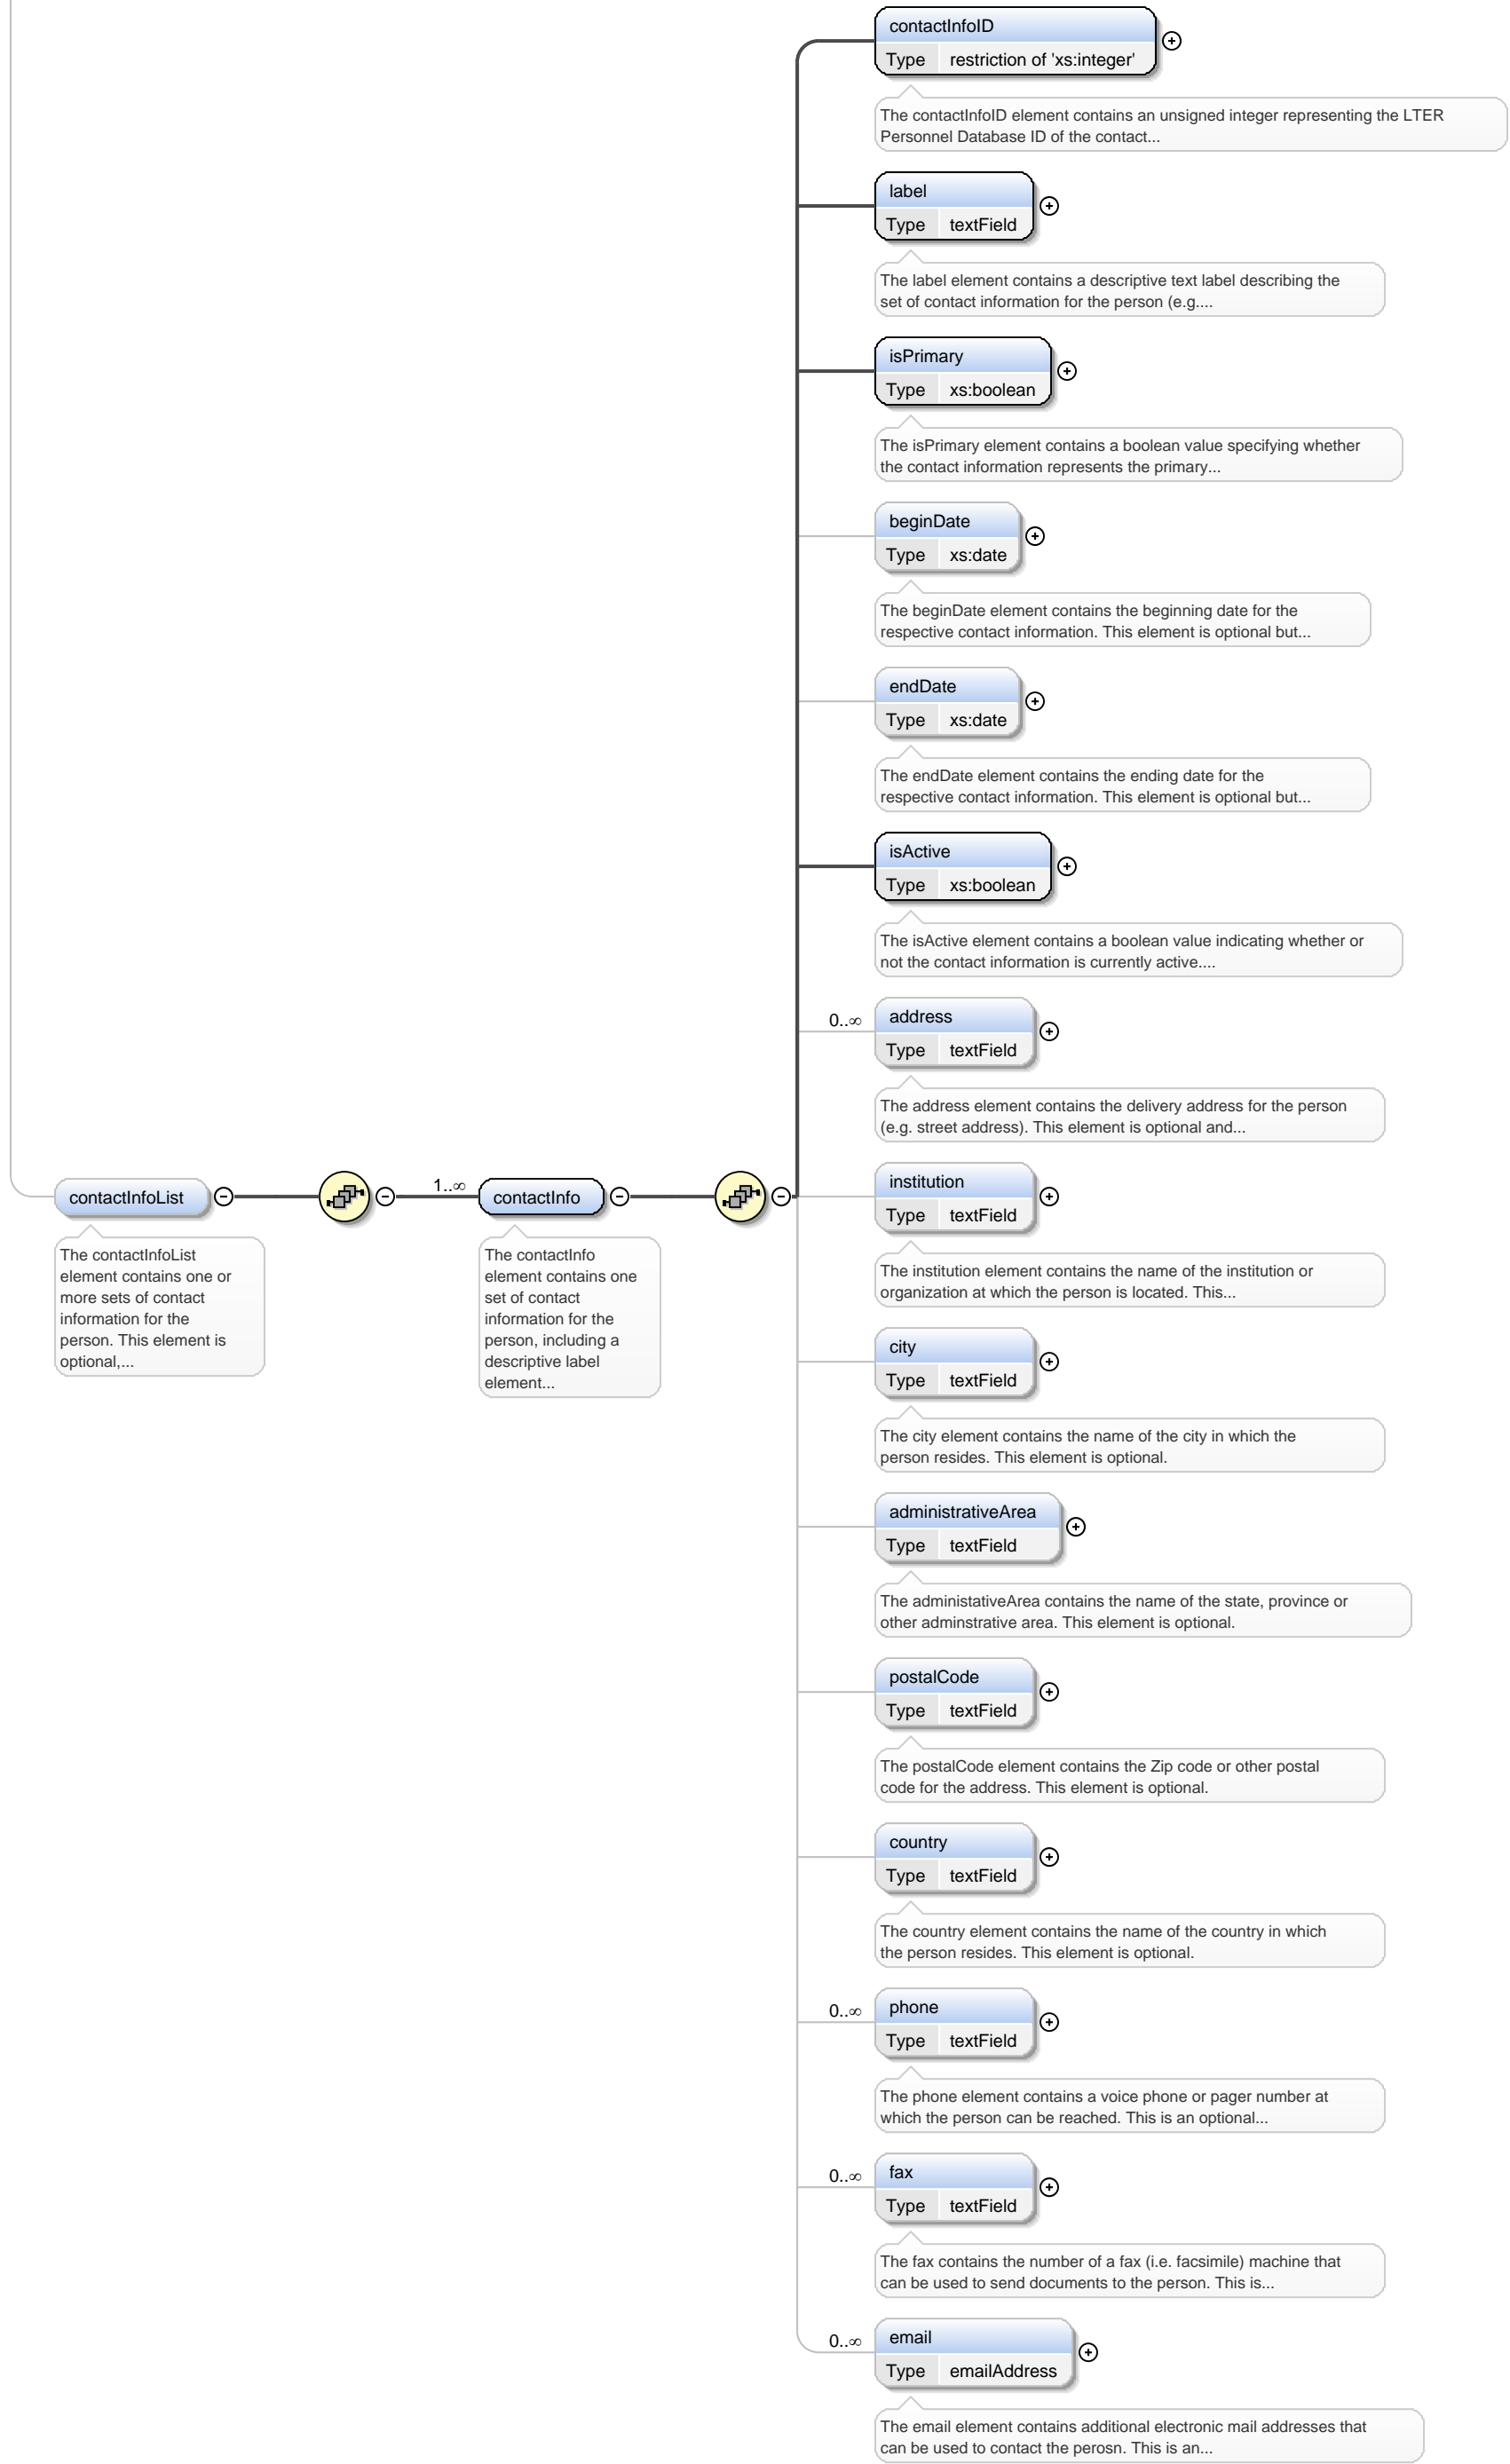 contactInfoID
Type restriction of 'xs:integer'
The contactInfoID element contains an unsigned integer representing the LTER
Personnel Database ID of the contact...
label
Type textField
The label element contains a descriptive text label describing the
set of contact information for the person (e.g....
isPrimary
Type xs:boolean
The isPrimary element contains a boolean value specifying whether
the contact information represents the primary...
beginDate
Type xs:date
The beginDate element contains the beginning date for the
respective contact information. This element is optional but...
endDate
Type xs:date
The endDate element contains the ending date for the
respective contact information. This element is optional but...
isActive
Type xs:boolean
The isActive element contains a boolean value indicating whether or
not the contact information is currently active....
0..∞
address
Type textField
The address element contains the delivery address for the person
(e.g. street address). This element is optional and...
contactInfoList
The contactInfoList
element contains one or
more sets of contact
information for the
person. This element is
optional,...
1..∞
contactInfo
The contactInfo
element contains one
set of contact
information for the
person, including a
descriptive label
element...
institution
Type textField
The institution element contains the name of the institution or
organization at which the person is located. This...
city
Type textField
The city element contains the name of the city in which the
person resides. This element is optional.
administrativeArea
Type textField
The administativeArea contains the name of the state, province or
other adminstrative area. This element is optional.
postalCode
Type textField
The postalCode element contains the Zip code or other postal
code for the address. This element is optional.
country
Type textField
The country element contains the name of the country in which
the person resides. This element is optional.
0..∞
phone
Type textField
The phone element contains a voice phone or pager number at
which the person can be reached. This is an optional...
0..∞
fax
Type textField
The fax contains the number of a fax (i.e. facsimile) machine that
can be used to send documents to the person. This is...
0..∞
email
Type emailAddress
The email element contains additional electronic mail addresses that
can be used to contact the perosn. This is an...